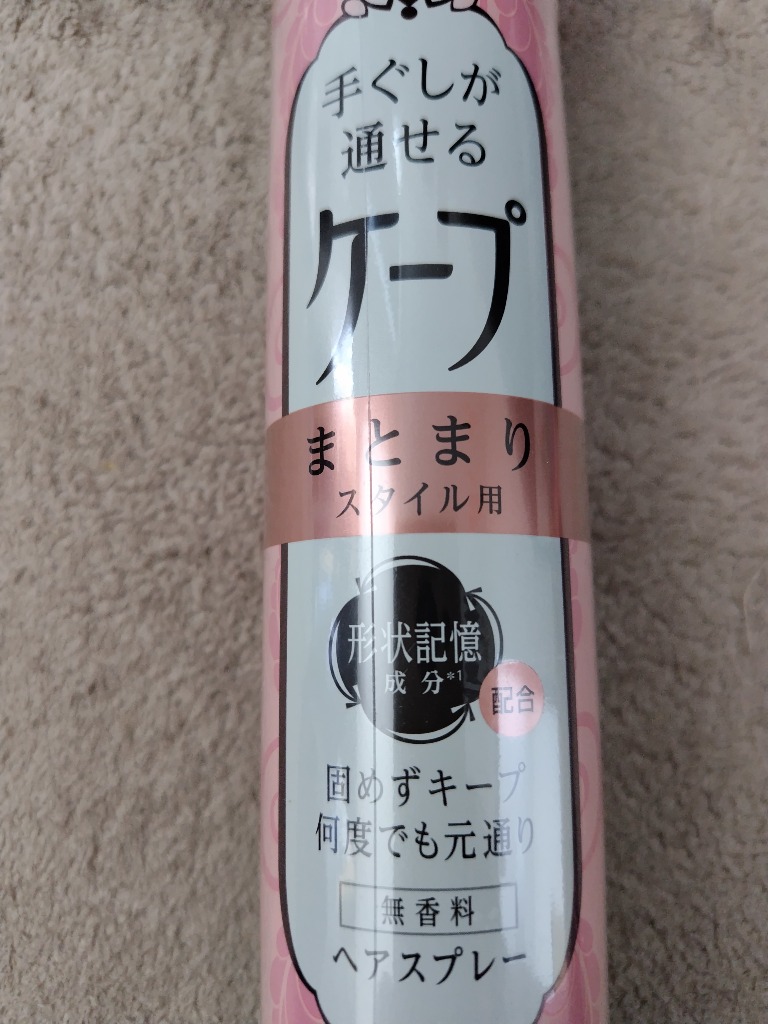 手ぐしが
通せる
ケープ
まとまり
スタイル用
形状記憶
成分*1
配合
固めずキープ
何度でも元通り
無香料
ヘアスプレー